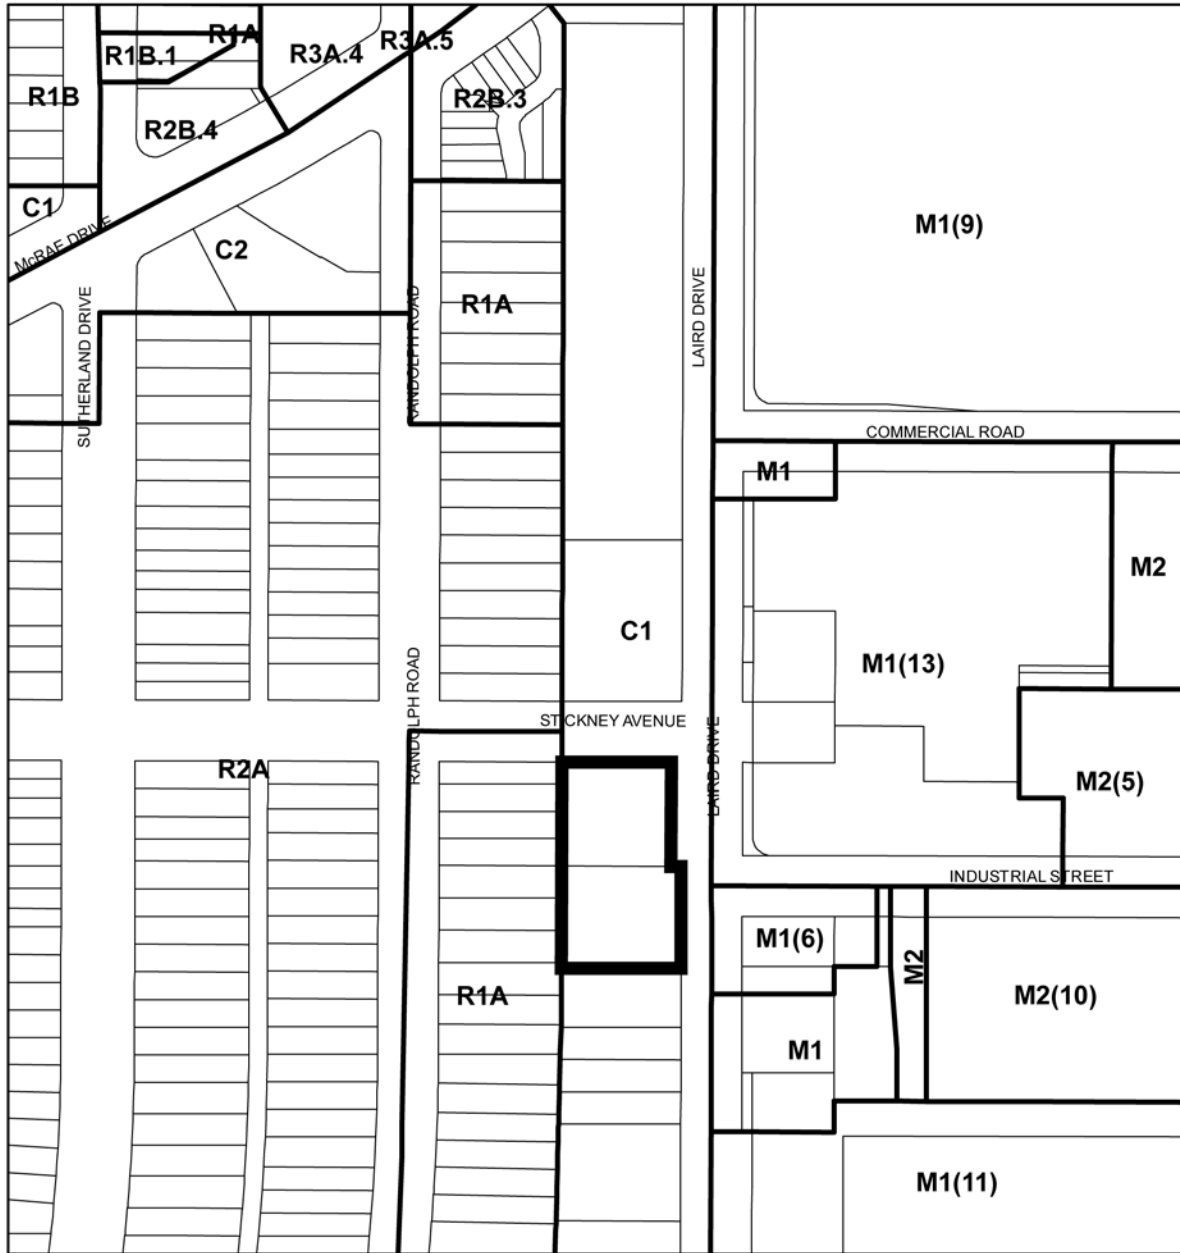 R1A
R3A.5
R1B.1
R3A.4
R1B
R2B.3
R2B.4
C1
M1(9)
McRAE DRIVE
C2
R1A
SUTHERLAND DRIVE
RANDOLPH ROAD
LAIRD DRIVE
COMMERCIAL ROAD
M1
M2
C1
M1(13)
RANDOLPH ROAD
STICKNEY AVENUE
LAIRD DRIVE
R2A
M2(5)
INDUSTRIAL STREET
M1(6)
M2
R1A
M2(10)
M1
M1(11)